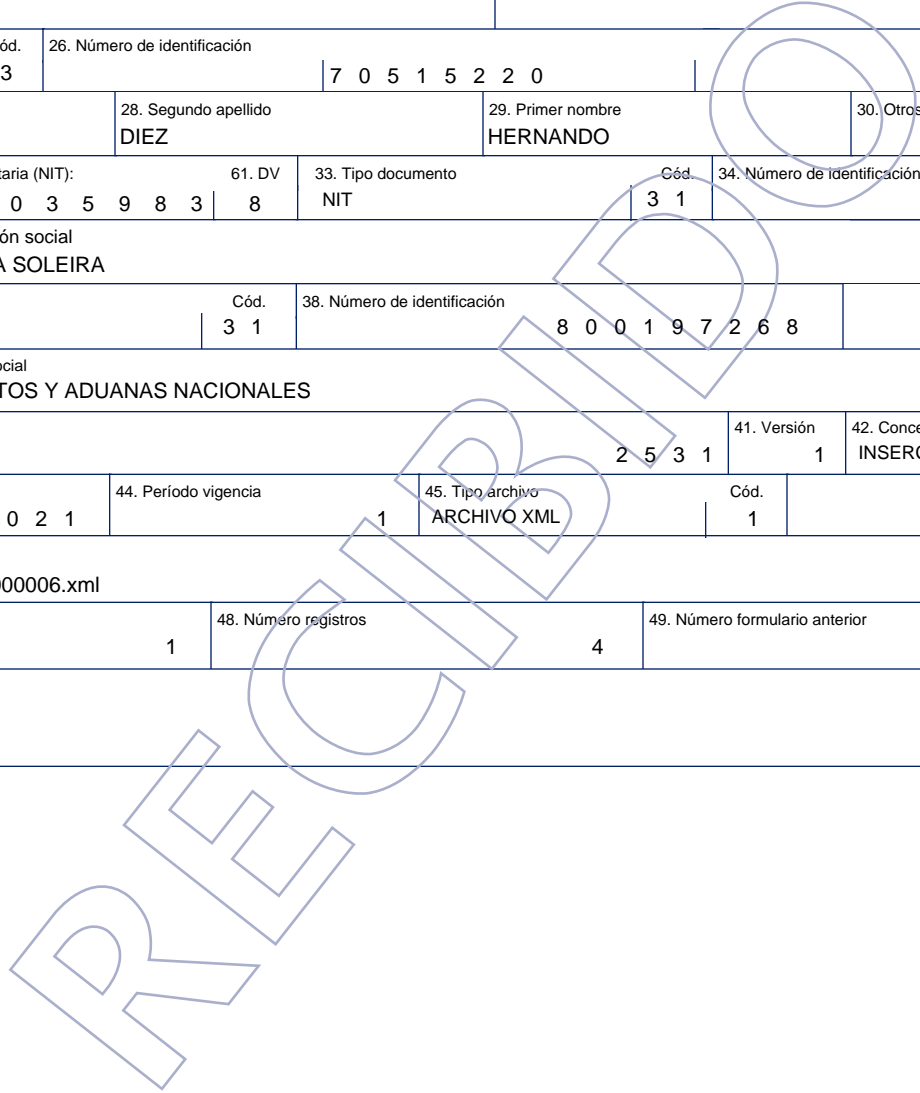 ód. 26. Número de identificación
3 7 0 5 1 5 2 2 0
28. Segundo apellido 29. Primer nombre 30. Otros
DIEZ HERNANDO
taria (NIT): 61. DV 33. Tipo documento Cód. 34. Número de identificación
0 3 5 9 8 3 8 NIT 3 1
ón social
A SOLEIRA
Cód. 38. Número de identificación
3 1 8 0 0 1 9 7 2 6 8
ocial
TOS Y ADUANAS NACIONALES
41. Versión 42. Conce
2 5 3 1 1 INSERC
44. Período vigencia 45. Tipo archivo Cód.
0 2 1 1 ARCHIVO XML 1
000006.xml
48. Número registros 49. Número formulario anterior
1 4
RECIBIDO